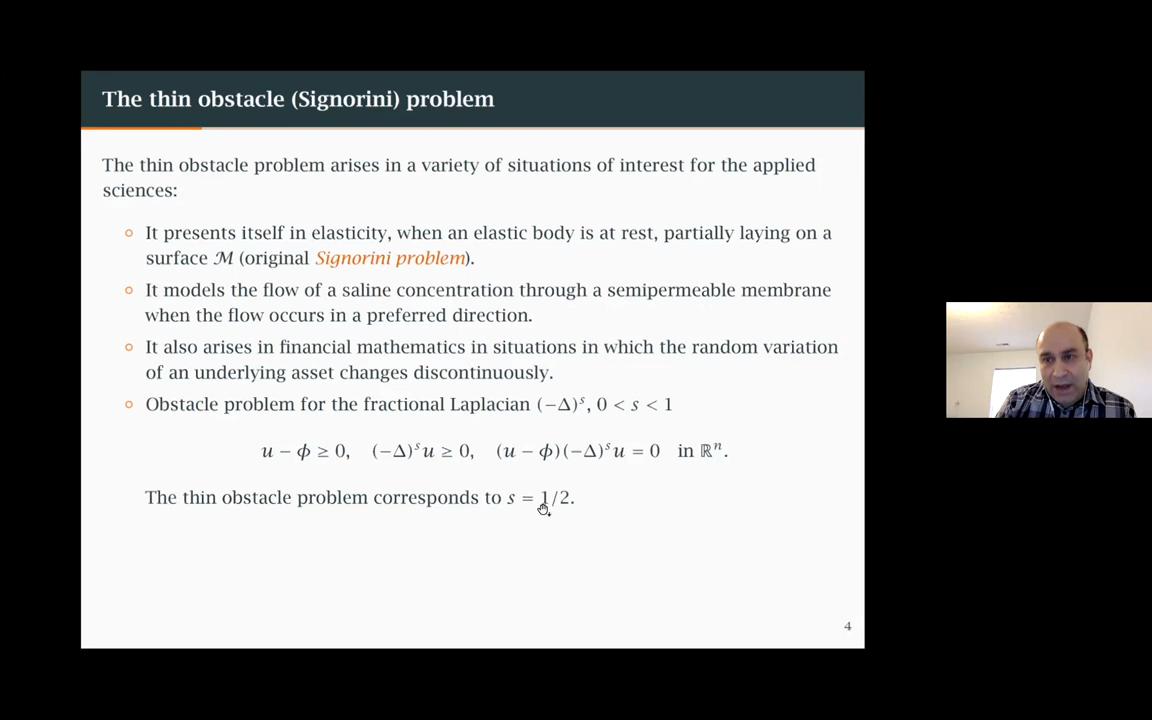 The thin obstacle (Signorini) problem
The thin obstacle problem arises in a variety of situations of interest for the applied
sciences:
It presents itself in elasticity, when an elastic body is at rest, partially laying on a
surface ℳ (original Signorini problem).
It models the flow of a saline concentration through a semipermeable membrane
when the flow occurs in a preferred direction.
It also arises in financial mathematics in situations in which the random variation
of an underlying asset changes discontinuously.
Obstacle problem for the fractional Laplacian (−Δ)ˢ, 0 < s < 1
u − ϕ ≥ 0, (−Δ)ˢu ≥ 0, (u − ϕ)(−Δ)ˢu = 0 in ℝⁿ.
The thin obstacle problem corresponds to s = 1/2.
4